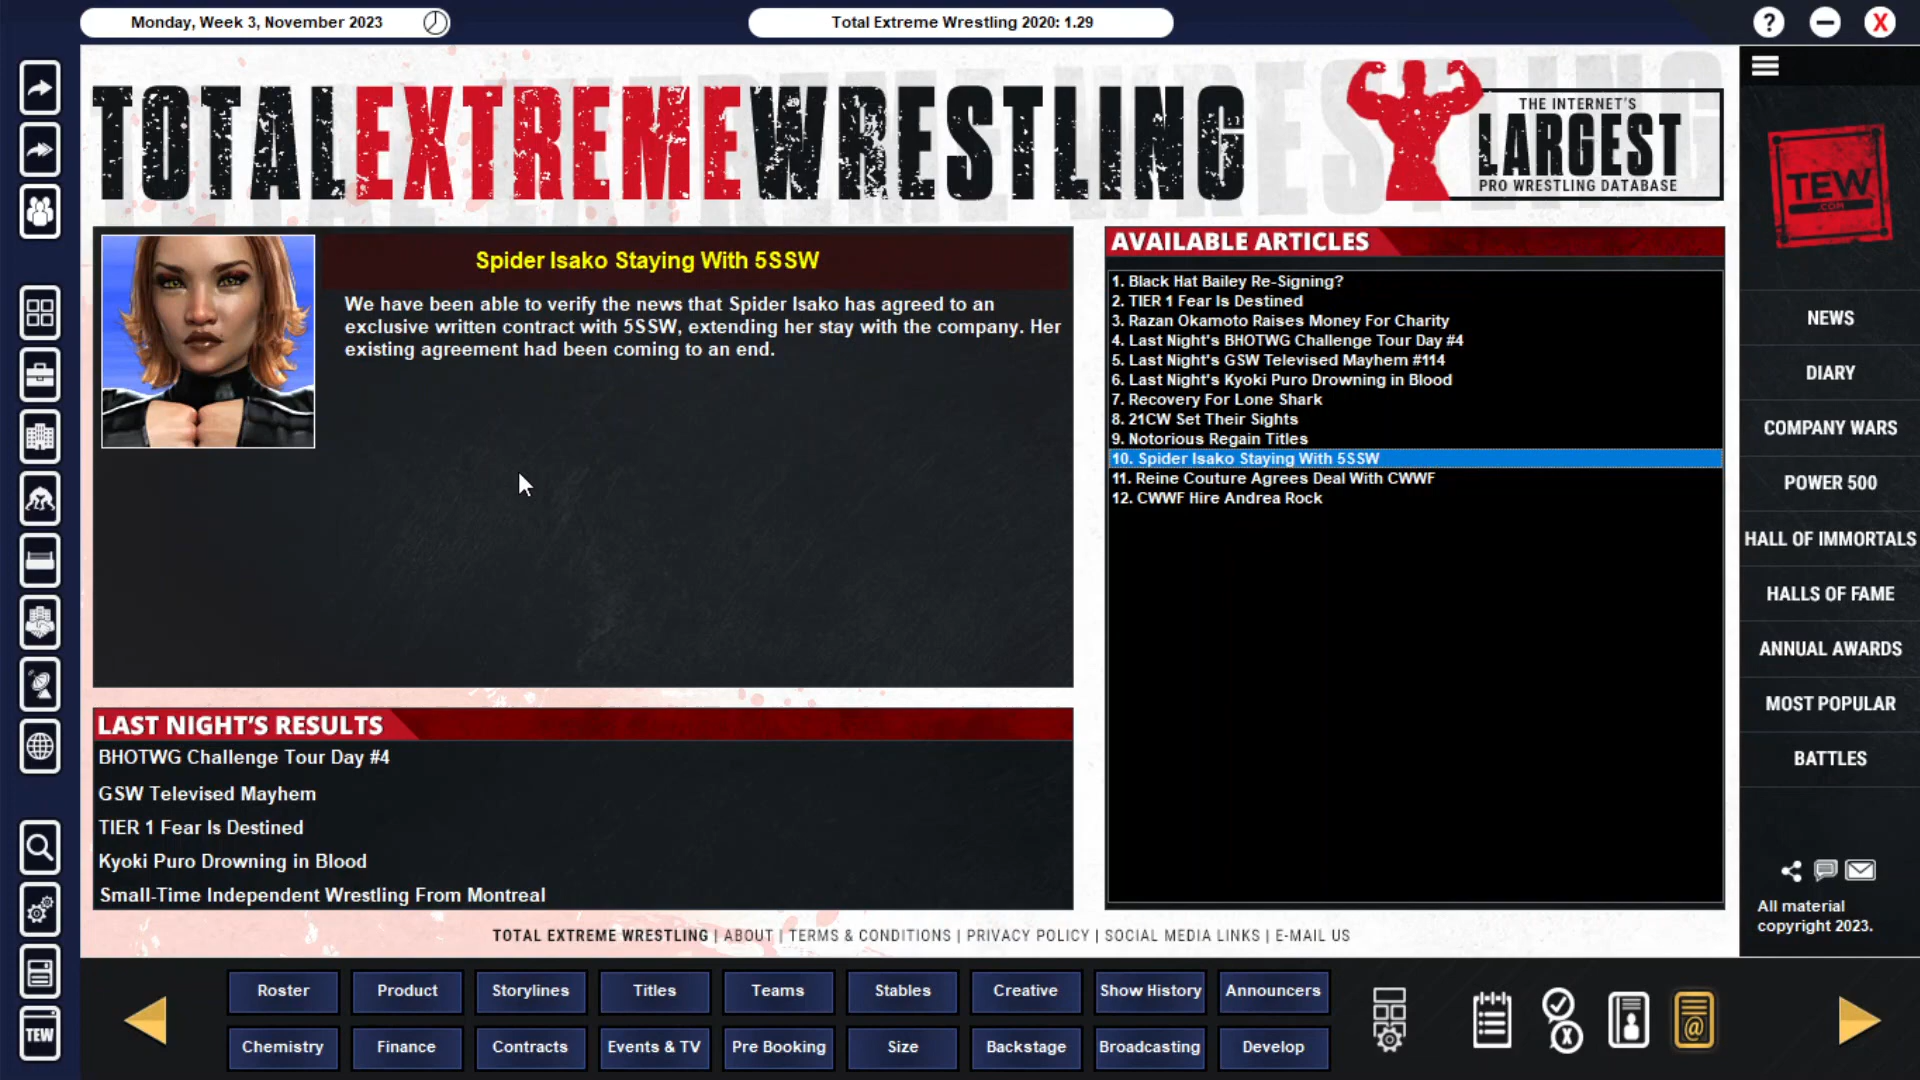 Monday, Week 3, November 2023
Total Extreme Wrestling 2020: 1.29
?
X
TOTALEXTREMEWRESTLING
THE INTERNET'S
LARGEST
PRO WRESTLING DATABASE
TEW
.COM
Spider Isako Staying With 5SSW
We have been able to verify the news that Spider Isako has agreed to an
exclusive written contract with 5SSW, extending her stay with the company. Her
existing agreement had been coming to an end.
AVAILABLE ARTICLES
1. Black Hat Bailey Re-Signing?
2. TIER 1 Fear Is Destined
3. Razan Okamoto Raises Money For Charity
4. Last Night's BHOTWG Challenge Tour Day #4
5. Last Night's GSW Televised Mayhem #114
6. Last Night's Kyoki Puro Drowning in Blood
7. Recovery For Lone Shark
8. 21CW Set Their Sights
9. Notorious Regain Titles
10. Spider Isako Staying With 5SSW
11. Reine Couture Agrees Deal With CWWF
12. CWWF Hire Andrea Rock
NEWS
DIARY
COMPANY WARS
POWER 500
HALL OF IMMORTALS
HALLS OF FAME
ANNUAL AWARDS
MOST POPULAR
BATTLES
All material
copyright 2023.
LAST NIGHT'S RESULTS
BHOTWG Challenge Tour Day #4
GSW Televised Mayhem
TIER 1 Fear Is Destined
Kyoki Puro Drowning in Blood
Small-Time Independent Wrestling From Montreal
TOTAL EXTREME WRESTLING | ABOUT | TERMS & CONDITIONS | PRIVACY POLICY | SOCIAL MEDIA LINKS | E-MAIL US
TEW
Roster
Product
Storylines
Titles
Teams
Stables
Creative
Show History
Announcers
Chemistry
Finance
Contracts
Events & TV
Pre Booking
Size
Backstage
Broadcasting
Develop